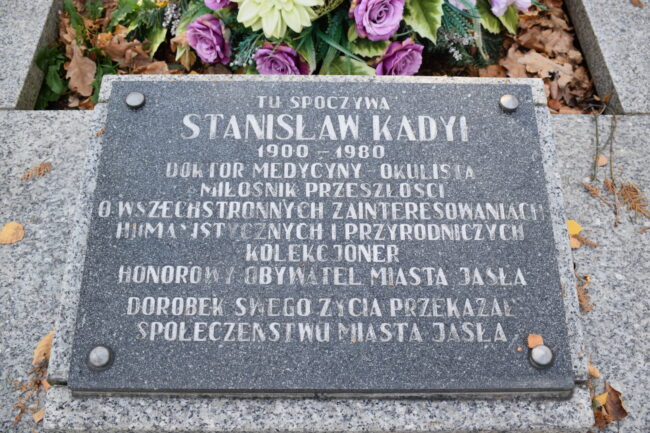 TU SPOCZYWA
STANISŁAW KADYI
1900 - 1980
DOKTOR MEDYCYNY OKULISTA
MIŁOŚNIK PRZESZŁOŚCI
O WSZECHSTRONNYCH ZAINTERESOWANIACH
HUMANISTYCZNYCH I PRZYRODNICZYCH
KOLEKCJONER
HONOROWY OBYWATEL MIASTA JASŁA
DOROBEK SWEGO ŻYCIA PRZEKAZAŁ
SPOŁECZEŃSTWU MIASTA JASŁA